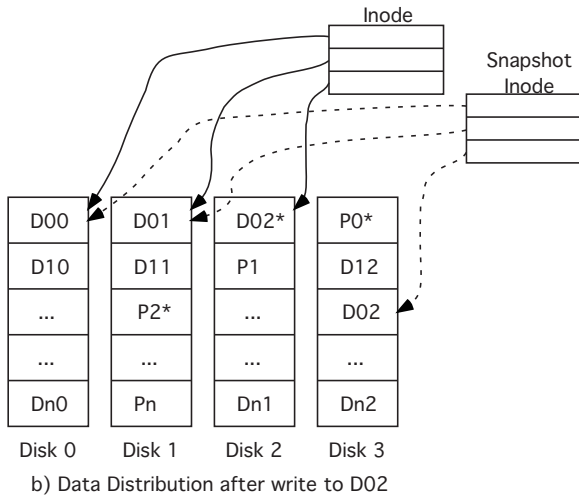 Inode
Snapshot
Inode
D00 D01 D02* P0*
D10 D11 P1 D12
... P2* ... D02
... ... ... ...
Dn0 Pn Dn1 Dn2
Disk 0 Disk 1 Disk 2 Disk 3
b) Data Distribution after write to D02